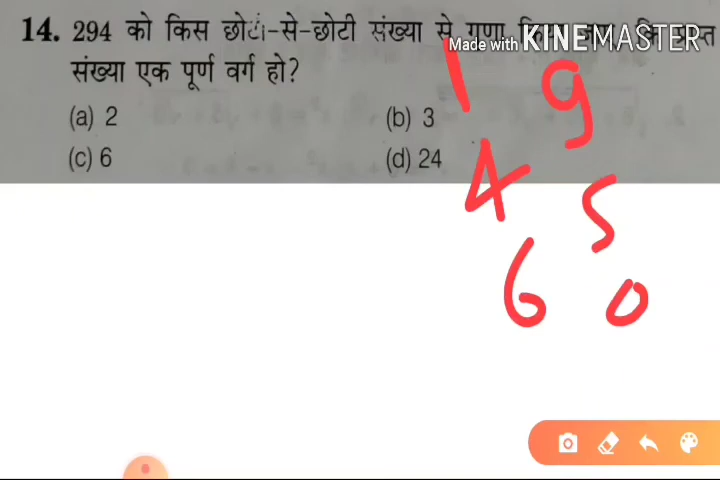 14. 294 को किस छोटी-से-छोटी संख्या से गुणा
Made with KINEMASTER
संख्या एक पूर्ण वर्ग हो?
(a) 2 (b) 3
(c) 6 (d) 24
1 9
4 5
6 0